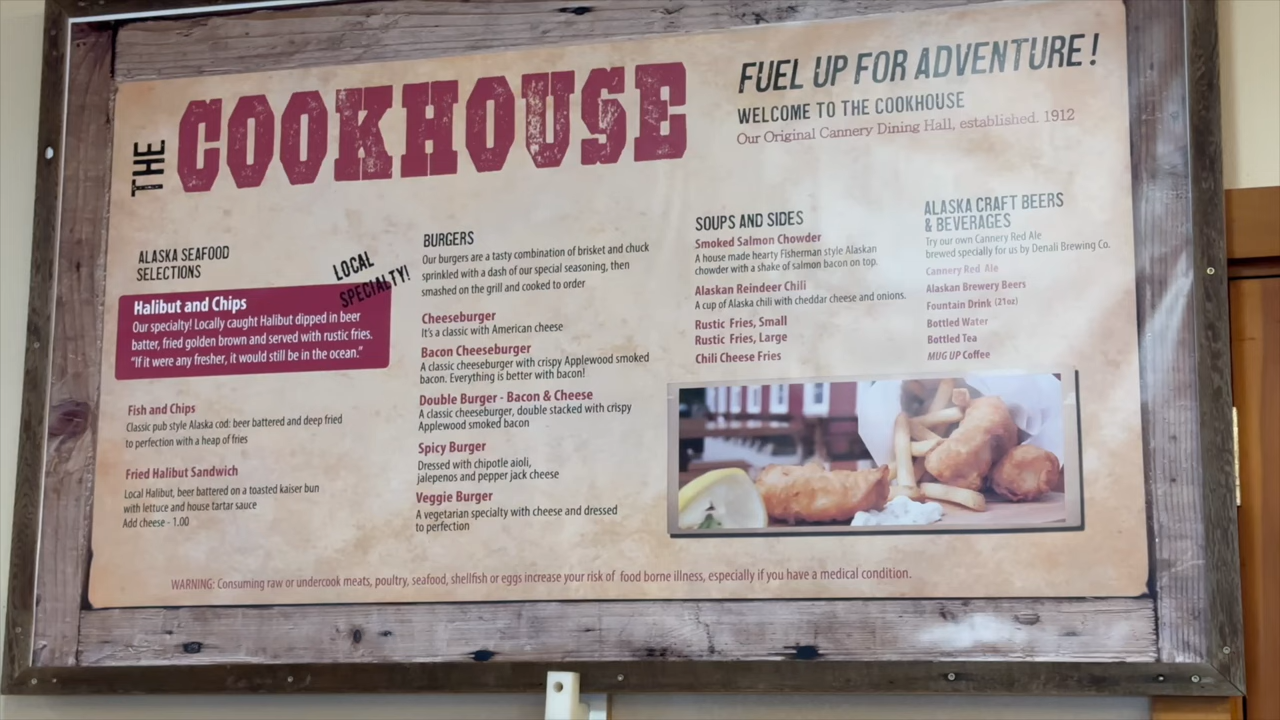 THE COOKHOUSE
FUEL UP FOR ADVENTURE!
WELCOME TO THE COOKHOUSE
Our Original Cannery Dining Hall, established. 1912
ALASKA SEAFOOD
SELECTIONS
LOCAL
SPECIALTY!
Halibut and Chips
Our specialty! Locally caught Halibut dipped in beer
batter, fried golden brown and served with rustic fries.
“If it were any fresher, it would still be in the ocean.”
Fish and Chips
Classic pub style Alaska cod: beer battered and deep fried
to perfection with a heap of fries
Fried Halibut Sandwich
Local Halibut, beer battered on a toasted kaiser bun
with lettuce and house tartar sauce
Add cheese - 1.00
BURGERS
Our burgers are a tasty combination of brisket and chuck
sprinkled with a dash of our special seasoning, then
smashed on the grill and cooked to order
Cheeseburger
It's a classic with American cheese
Bacon Cheeseburger
A classic cheeseburger with crispy Applewood smoked
bacon. Everything is better with bacon!
Double Burger - Bacon & Cheese
A classic cheeseburger, double stacked with crispy
Applewood smoked bacon
Spicy Burger
Dressed with chipotle aioli,
jalepenos and pepper jack cheese
Veggie Burger
A vegetarian specialty with cheese and dressed
to perfection
SOUPS AND SIDES
Smoked Salmon Chowder
A house made hearty Fisherman style Alaskan
chowder with a shake of salmon bacon on top.
Alaskan Reindeer Chili
A cup of Alaska chili with cheddar cheese and onions.
Rustic Fries, Small
Rustic Fries, Large
Chili Cheese Fries
ALASKA CRAFT BEERS
& BEVERAGES
Try our own Cannery Red Ale
brewed specially for us by Denali Brewing Co.
Cannery Red Ale
Alaskan Brewery Beers
Fountain Drink (21oz)
Bottled Water
Bottled Tea
MUG UP Coffee
WARNING: Consuming raw or undercook meats, poultry, seafood, shellfish or eggs increase your risk of food borne illness, especially if you have a medical condition.